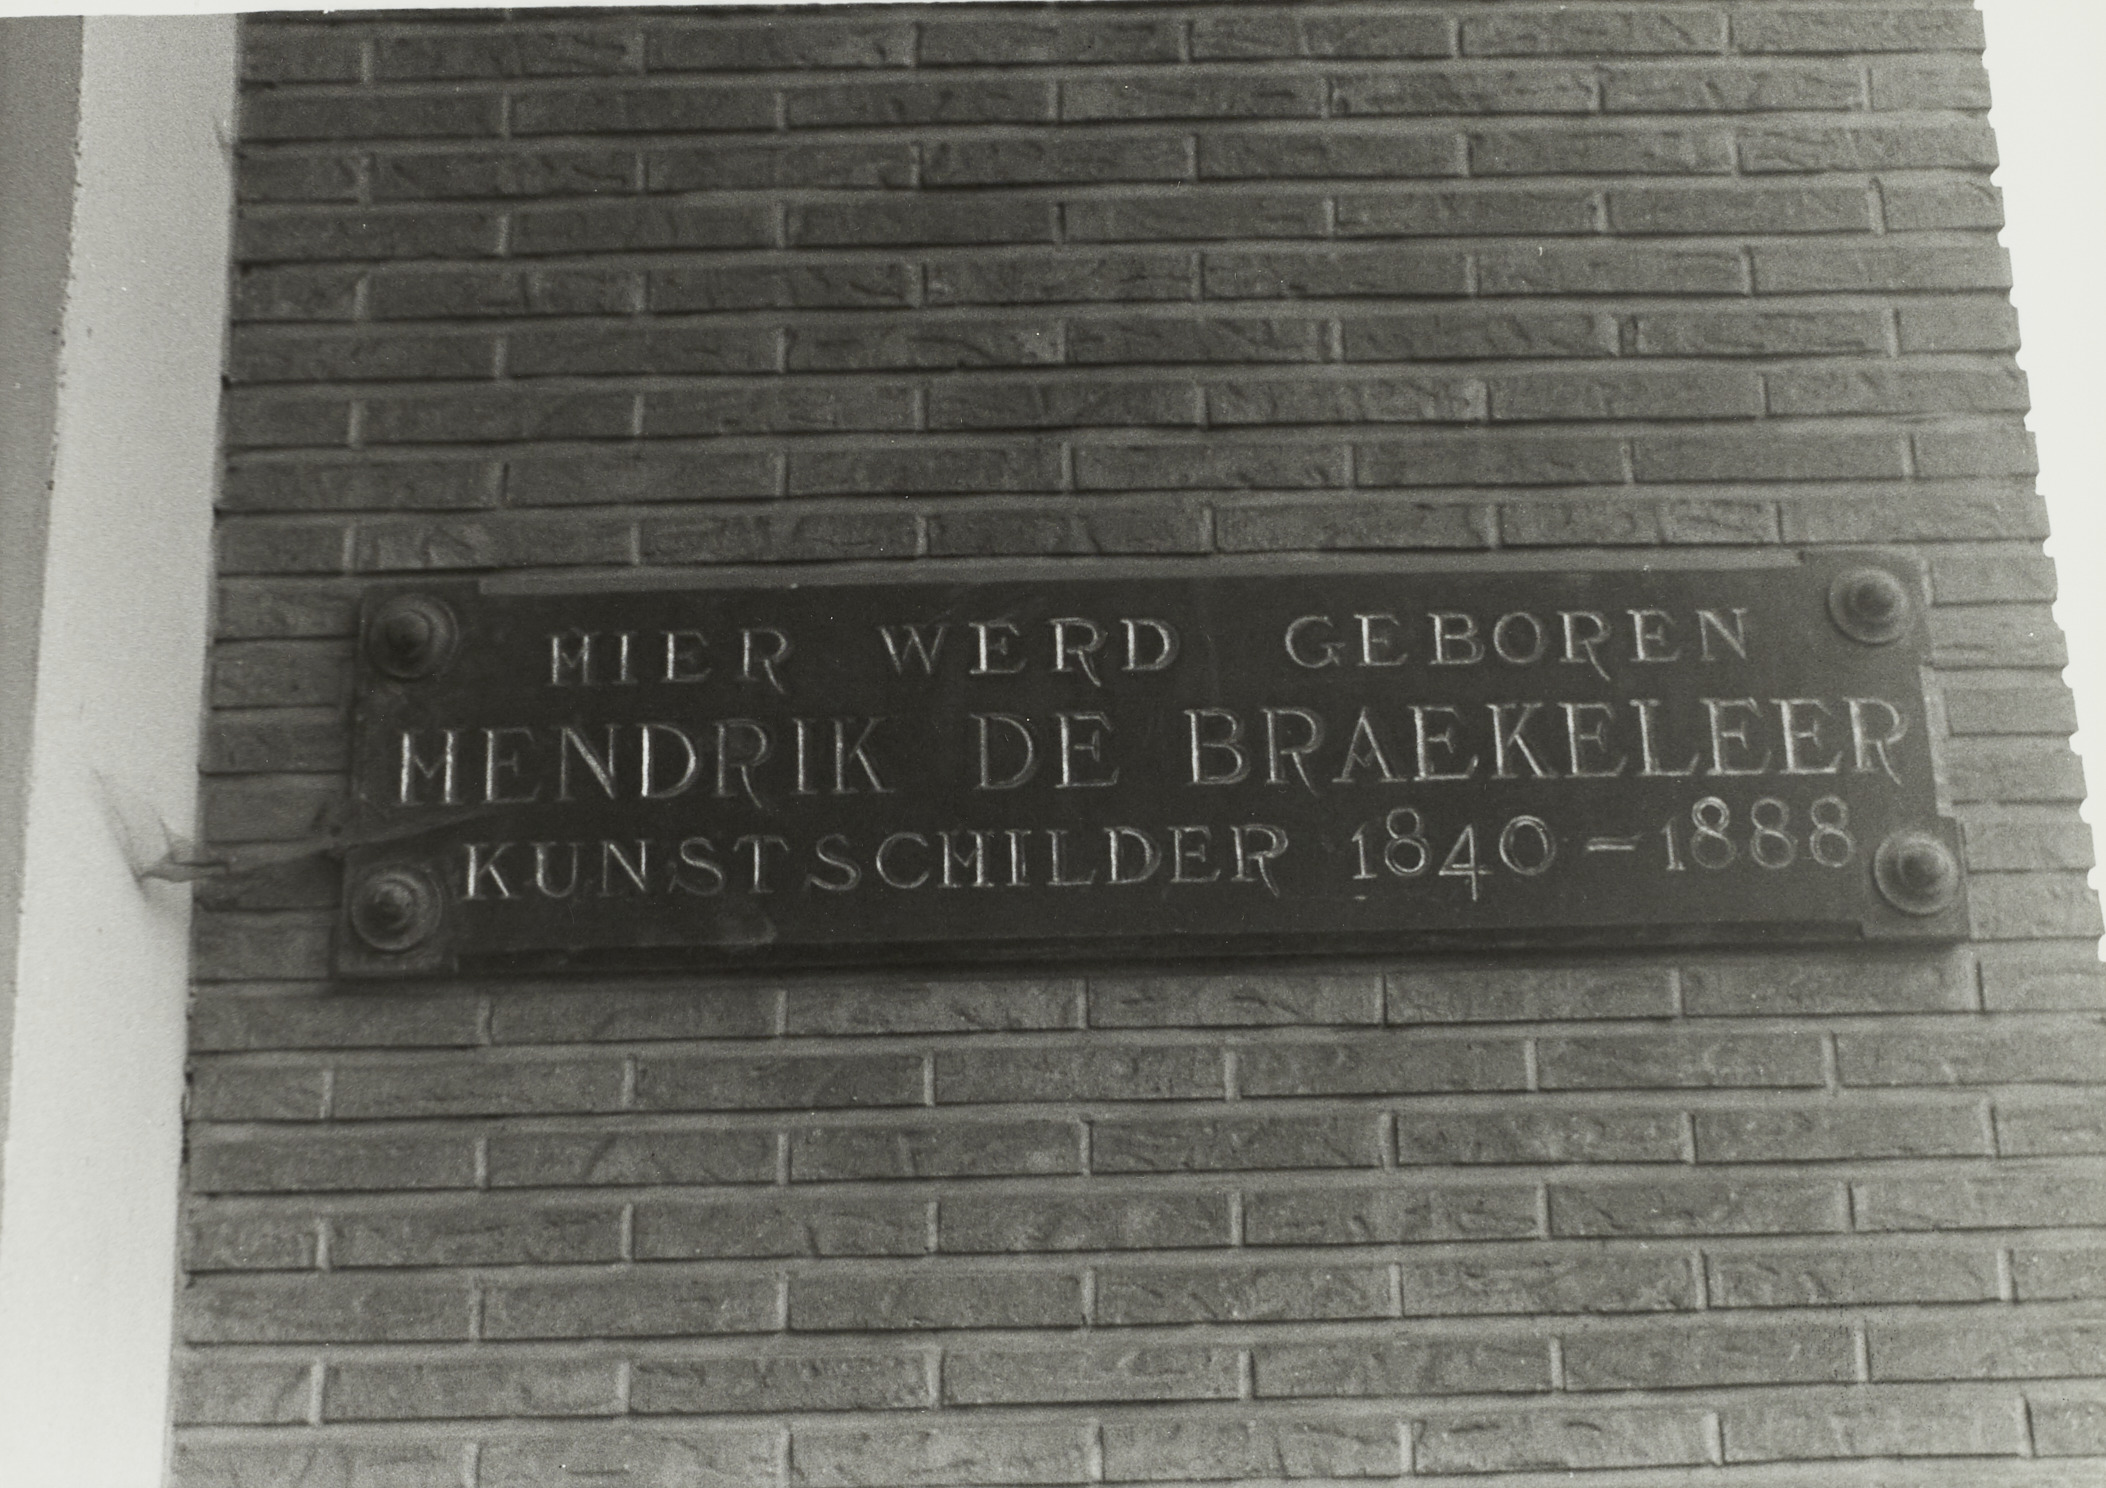 HIER WERD GEBOREN
HENDRIK DE BRAEKELEER
KUNSTSCHILDER 1840 - 1888